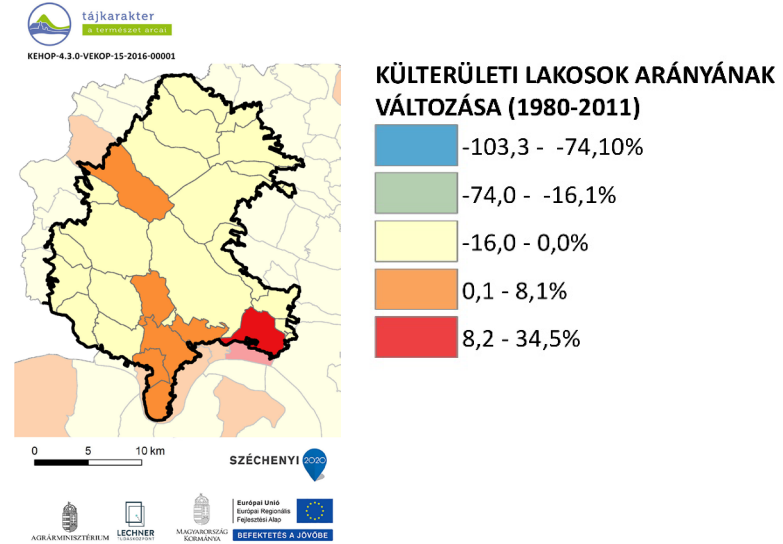 tájkarakter
a természet arcai
KEHOP-4.3.0-VEKOP-15-2016-00001
KÜLTERÜLETI LAKOSOK ARÁNYÁNAK
VÁLTOZÁSA (1980-2011)
-103,3 - -74,10%
-74,0 - -16,1%
-16,0 - 0,0%
0,1 - 8,1%
8,2 - 34,5%
0 5 10 km
SZÉCHENYI 2020
AGRÁRMINISZTÉRIUM
LECHNER
TUDÁSKÖZPONT
MAGYARORSZÁG
KORMÁNYA
Európai Unió
Európai Regionális
Fejlesztési Alap
BEFEKTETÉS A JÖVŐBE